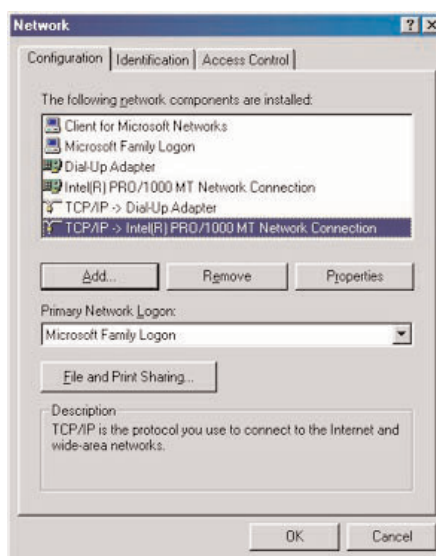 Network
Configuration Identification Access Control
The following network components are installed:
Client for Microsoft Networks
Microsoft Family Logon
Dial-Up Adapter
Intel(R) PRO/1000 MT Network Connection
TCP/IP -> Dial-Up Adapter
TCP/IP -> Intel(R) PRO/1000 MT Network Connection
Add... Remove Properties
Primary Network Logon:
Microsoft Family Logon
File and Print Sharing...
Description
TCP/IP is the protocol you use to connect to the Internet and
wide-area networks.
OK Cancel